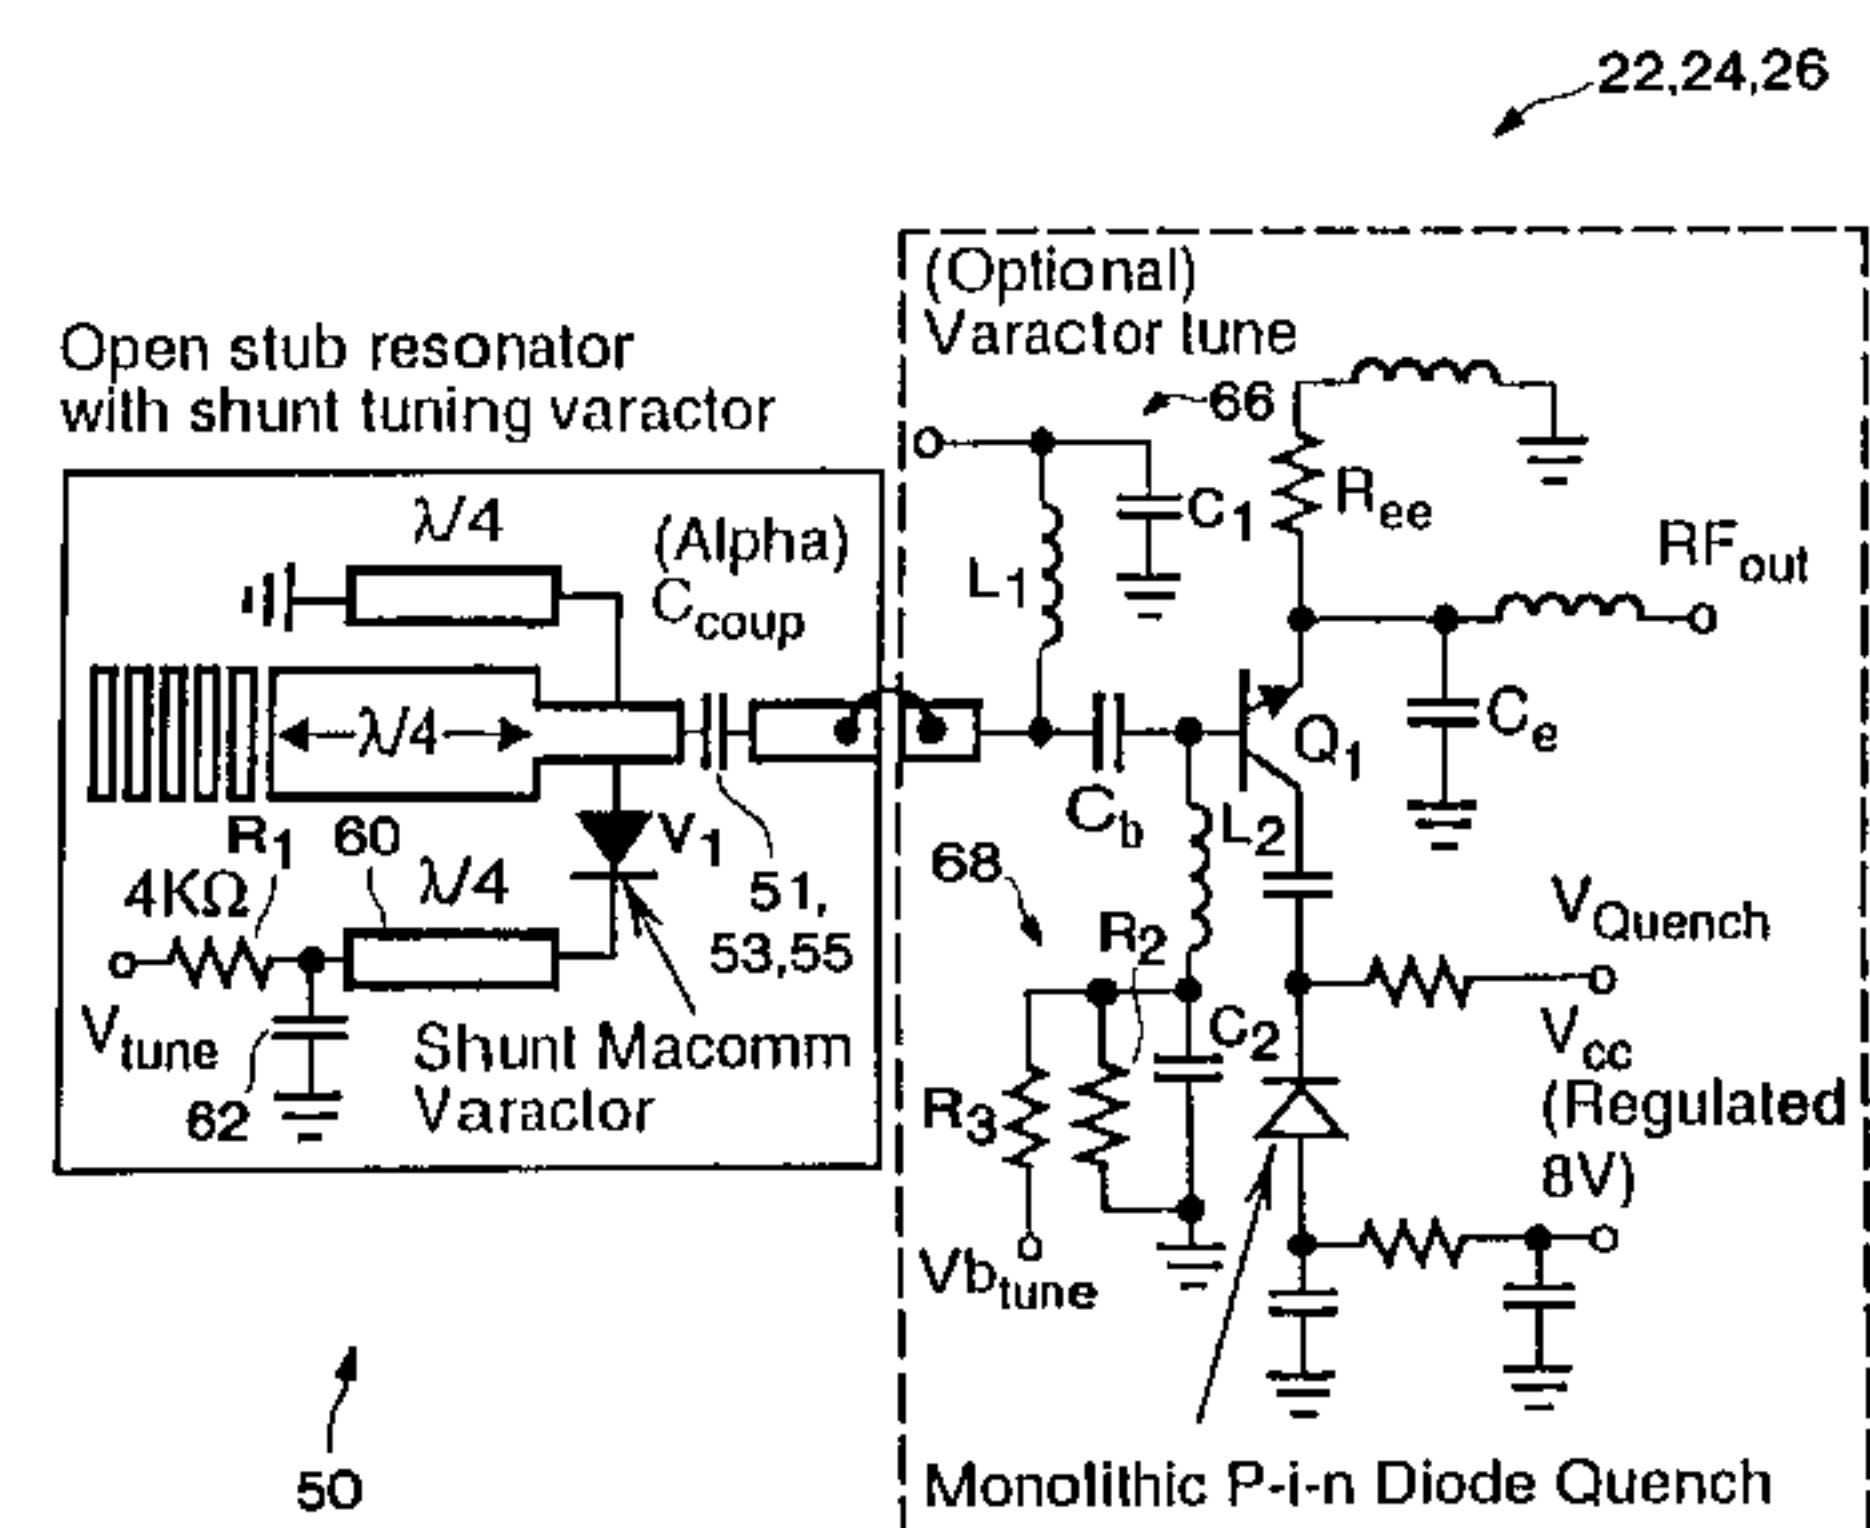 22,24,26
(Optional)
Varactor tune
Open stub resonator
with shunt tuning varactor
66
λ/4
(Alpha)
Ccoup
C1
Ree
L1
RFout
λ/4
Cb
Q1
Ce
R1
60
V1
L2
4KΩ
λ/4
51,
53,55
68
R2
VQuench
Vtune
62
Shunt Macomm
Varactor
R3
C2
Vcc
(Regulated
8V)
Vbtune
50
Monolithic P-i-n Diode Quench